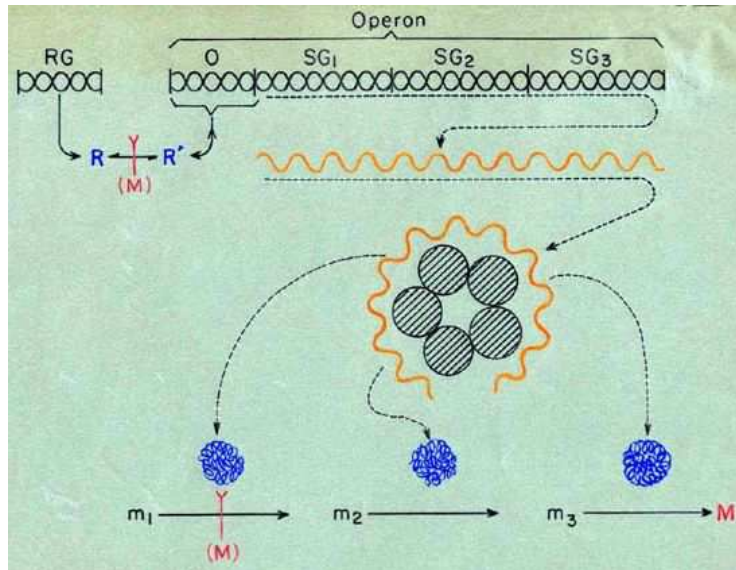 Operon
RG O SG1 SG2 SG3
R Y R'
(M)
m1 Y m2 m3 M
(M)